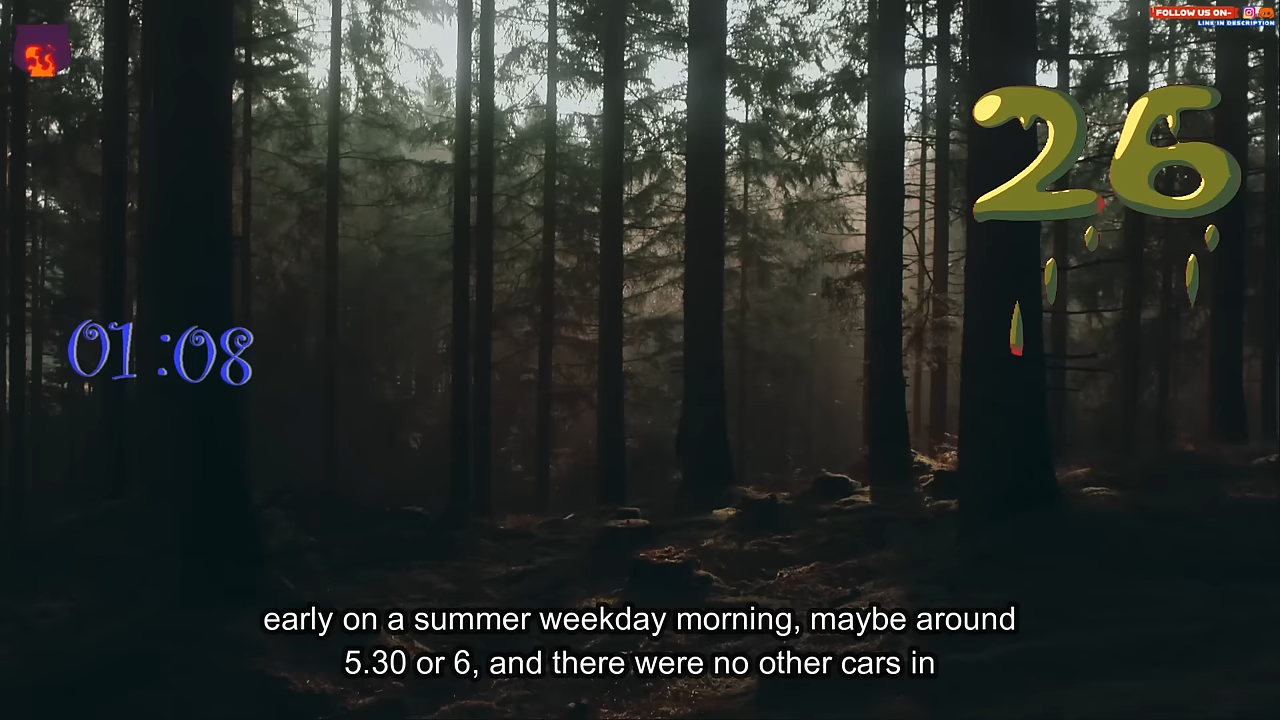 FOLLOW US ON-
LINK IN DESCRIPTION
26
01:08
early on a summer weekday morning, maybe around
5.30 or 6, and there were no other cars in